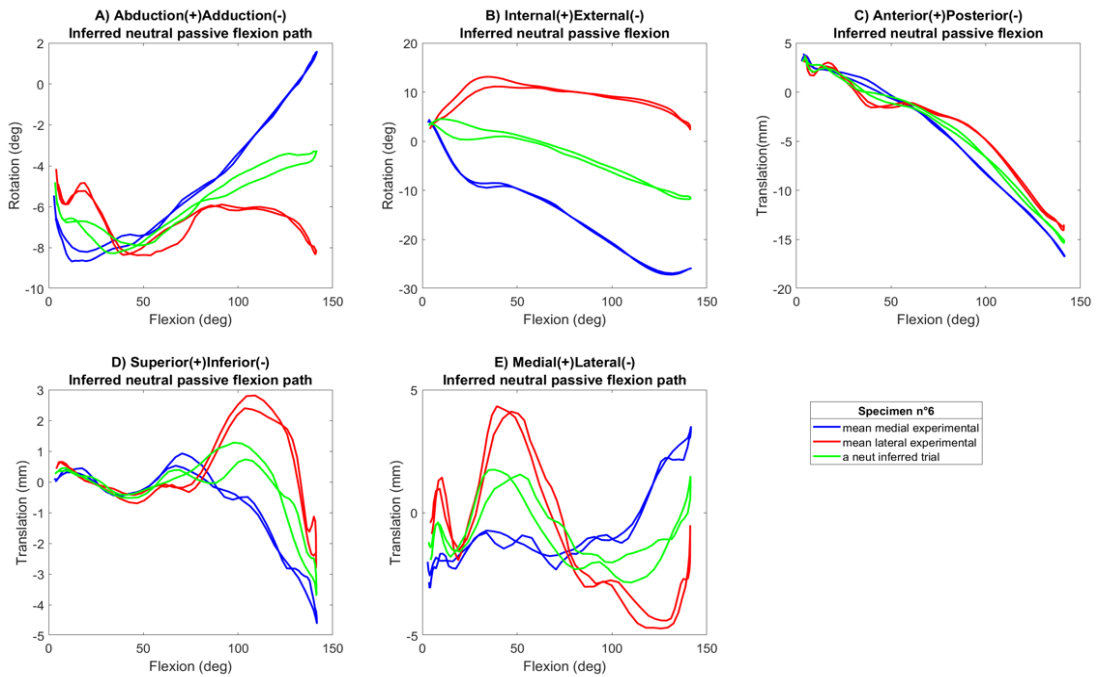 A) Abduction(+)Adduction(-)
Inferred neutral passive flexion path
2
0
-2
-4
-6
-8
-10
Rotation (deg)
0
50
100
150
Flexion (deg)
B) Internal(+)External(-)
Inferred neutral passive flexion
20
10
0
-10
-20
-30
Rotation (deg)
0
50
100
150
Flexion (deg)
C) Anterior(+)Posterior(-)
Inferred neutral passive flexion
5
0
-5
-10
-15
-20
Translation(mm)
0
50
100
150
Flexion (deg)
D) Superior(+)Inferior(-)
Inferred neutral passive flexion path
3
2
1
0
-1
-2
-3
-4
-5
Translation (mm)
0
50
100
150
Flexion (deg)
E) Medial(+)Lateral(-)
Inferred neutral passive flexion path
5
0
-5
Translation (mm)
0
50
100
150
Flexion (deg)
Specimen n°6
mean medial experimental
mean lateral experimental
a neut inferred trial